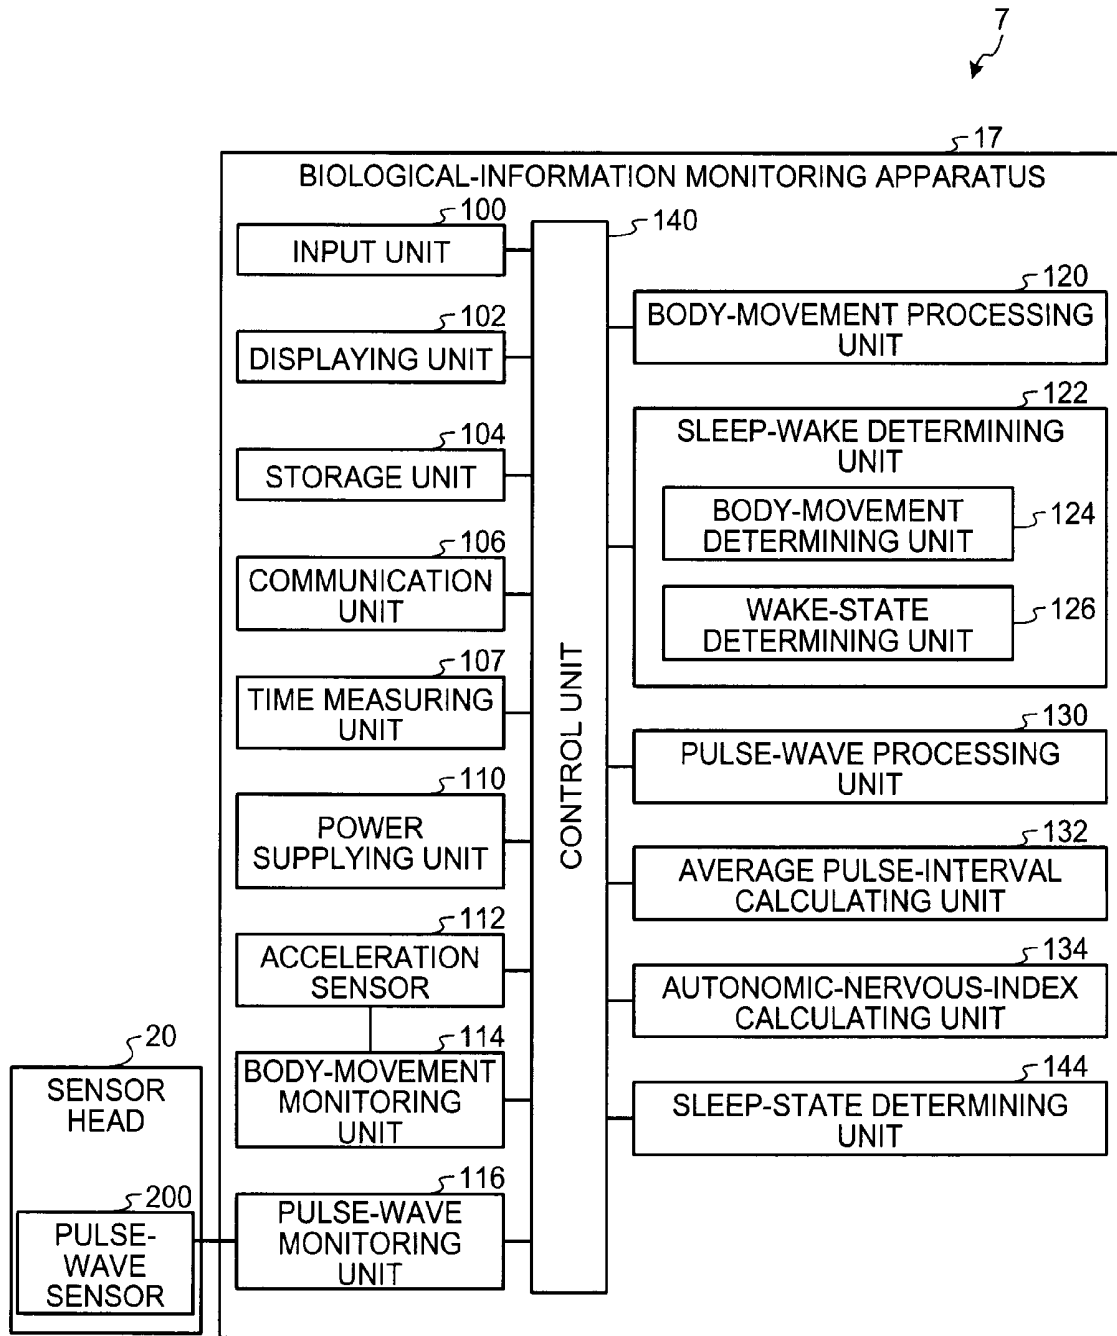 7
17
BIOLOGICAL-INFORMATION MONITORING APPARATUS
100
INPUT UNIT
102
DISPLAYING UNIT
104
STORAGE UNIT
106
COMMUNICATION
UNIT
107
TIME MEASURING
UNIT
110
POWER
SUPPLYING UNIT
112
ACCELERATION
SENSOR
114
BODY-MOVEMENT
MONITORING
UNIT
116
PULSE-WAVE
MONITORING
UNIT
20
SENSOR
HEAD
200
PULSE-
WAVE
SENSOR
140
CONTROL UNIT
120
BODY-MOVEMENT PROCESSING
UNIT
122
SLEEP-WAKE DETERMINING
UNIT
BODY-MOVEMENT
DETERMINING UNIT
124
WAKE-STATE
DETERMINING UNIT
126
130
PULSE-WAVE PROCESSING
UNIT
132
AVERAGE PULSE-INTERVAL
CALCULATING UNIT
134
AUTONOMIC-NERVOUS-INDEX
CALCULATING UNIT
144
SLEEP-STATE DETERMINING
UNIT